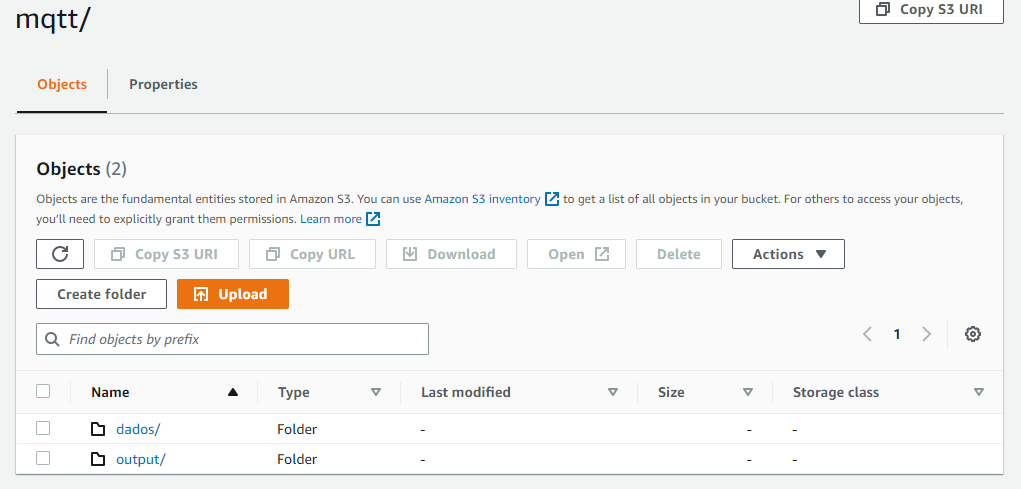 mqtt/
Copy S3 URI
Objects
Properties
Objects (2)
Objects are the fundamental entities stored in Amazon S3. You can use Amazon S3 inventory to get a list of all objects in your bucket. For others to access your objects,
you'll need to explicitly grant them permissions. Learn more
Copy S3 URI
Copy URL
Download
Open
Delete
Actions
Create folder
Upload
Find objects by prefix
1
Name Type Last modified Size Storage class
dados/ Folder - - -
output/ Folder - - -